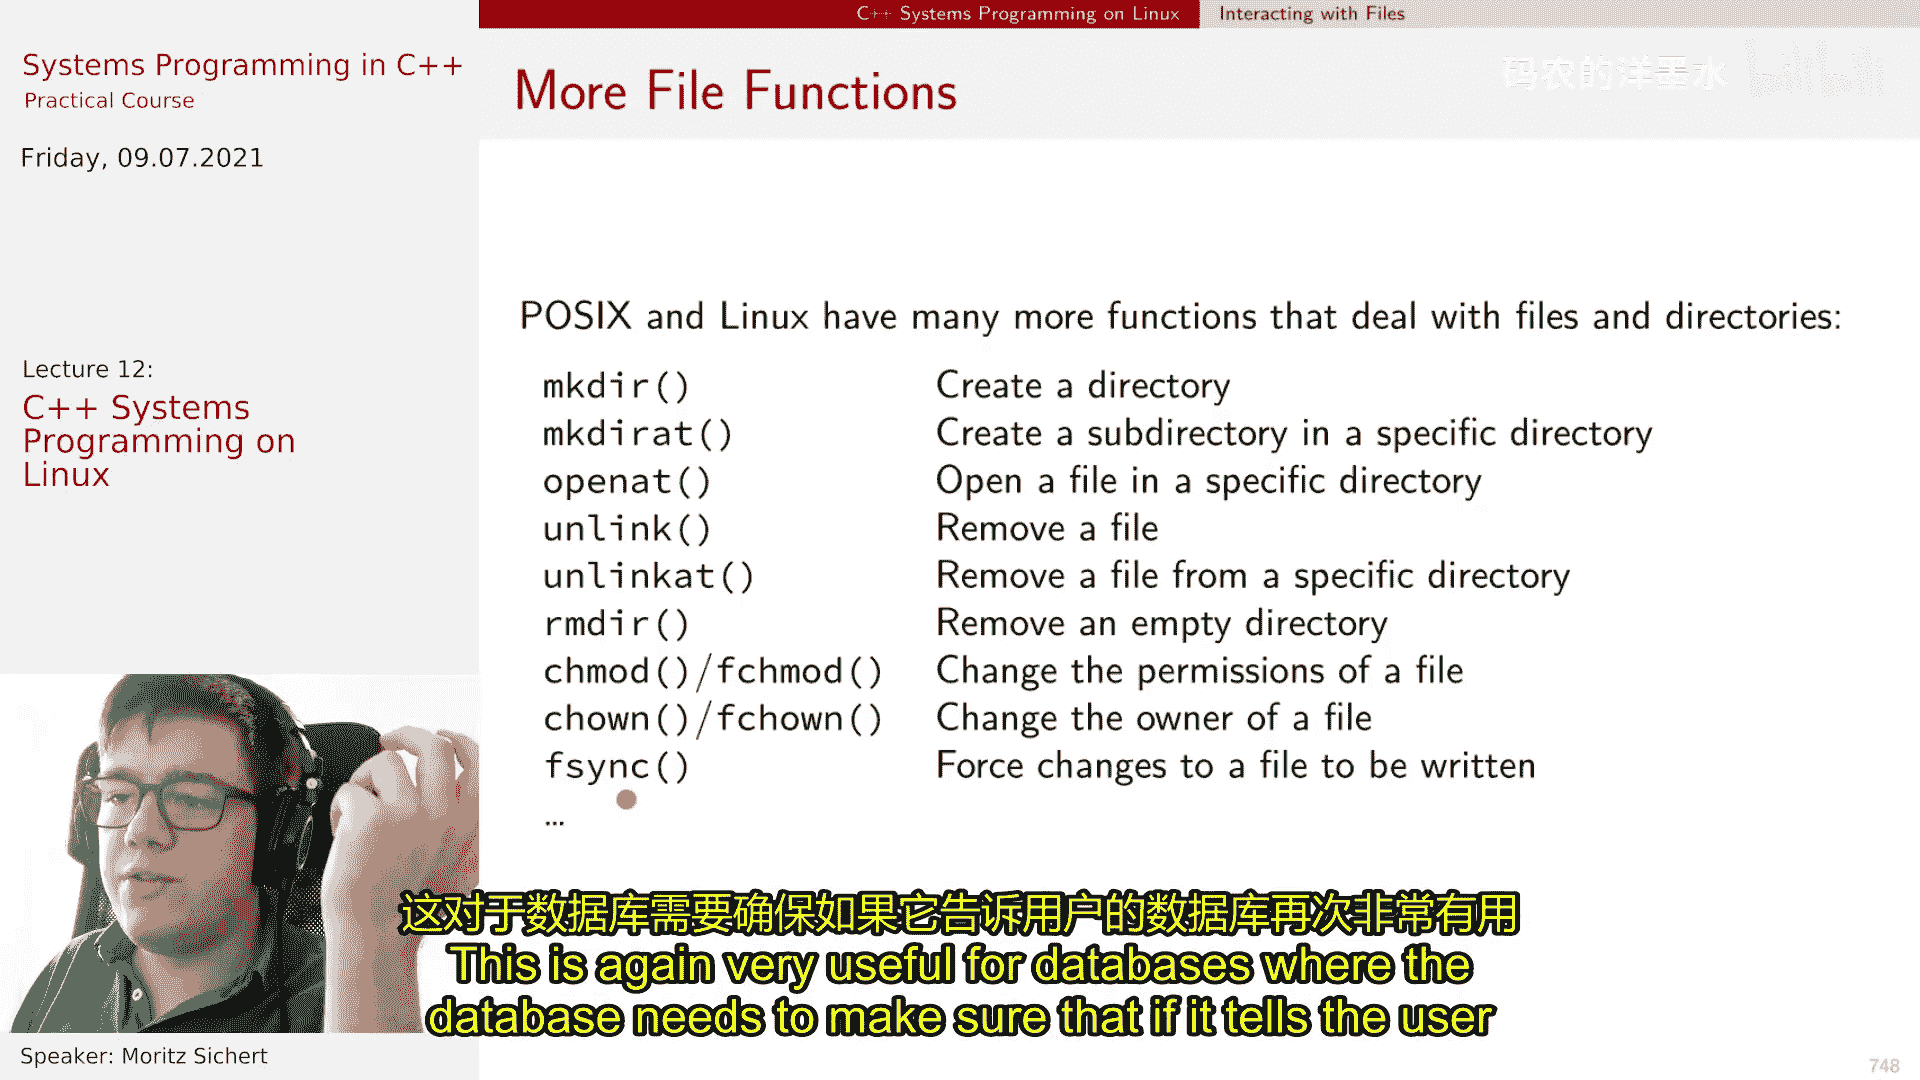 C++ Systems Programming on Linux
Interacting with Files
Systems Programming in C++
Practical Course
Friday, 09.07.2021
More File Functions
码农的洋墨水
bilibili
Lecture 12:
C++ Systems
Programming on
Linux
POSIX and Linux have many more functions that deal with files and directories:
mkdir() Create a directory
mkdirat() Create a subdirectory in a specific directory
openat() Open a file in a specific directory
unlink() Remove a file
unlinkat() Remove a file from a specific directory
rmdir() Remove an empty directory
chmod()/fchmod() Change the permissions of a file
chown()/fchown() Change the owner of a file
fsync() Force changes to a file to be written
…
这对于数据库需要确保如果它告诉用户的数据库再次非常有用
This is again very useful for databases where the
database needs to make sure that if it tells the user
Speaker: Moritz Sichert
748